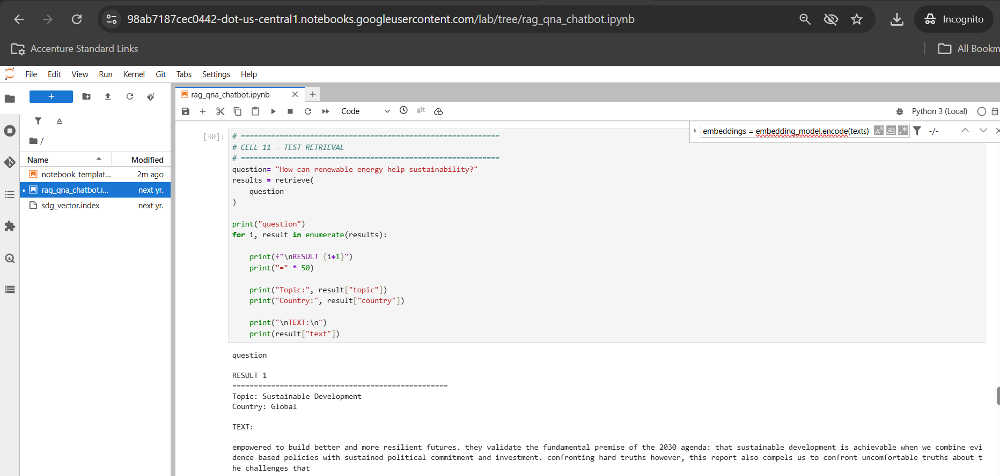 98ab7187cec0442-dot-us-central1.notebooks.googleusercontent.com/lab/tree/rag_qna_chatbot.ipynb
Incognito
Accenture Standard Links
All Bookm
File Edit View Run Kernel Git Tabs Settings Help
+
rag_qna_chatbot.ipynb
Code
git
Python 3 (Local)
/
Name Modified
notebook_templat... 2m ago
rag_qna_chatbot.i... next yr.
sdg_vector.index next yr.
embeddings = embedding_model.encode(texts)
Aa ab .* -/-
[30]:
# ============================================================
# CELL 11 — TEST RETRIEVAL
# ============================================================
question= "How can renewable energy help sustainability?"
results = retrieve(
    question
)
print("question")
for i, result in enumerate(results):
    print(f"\nRESULT {i+1}")
    print("=" * 50)
    print("Topic:", result["topic"])
    print("Country:", result["country"])
    print("\nTEXT:\n")
    print(result["text"])
question
RESULT 1
==================================================
Topic: Sustainable Development
Country: Global
TEXT:
empowered to build better and more resilient futures. they validate the fundamental premise of the 2030 agenda: that sustainable development is achievable when we combine evi
dence-based policies with sustained political commitment and investment. confronting hard truths however, this report also compels us to confront uncomfortable truths about t
he challenges that